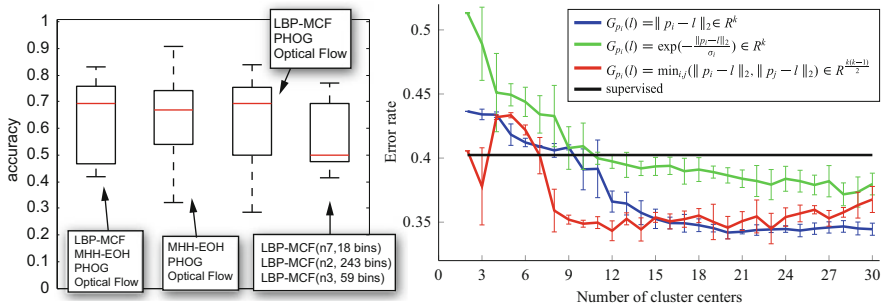 LBP-MCF
PHOG
Optical Flow
1
0.9
0.8
0.7
0.6
0.5
0.4
0.3
0.2
0.1
0
accuracy
LBP-MCF
MHH-EOH
PHOG
Optical Flow
MHH-EOH
PHOG
Optical Flow
LBP-MCF(n7,18 bins)
LBP-MCF(n2, 243 bins)
LBP-MCF(n3, 59 bins)
G_{p_i}(l) = ‖ p_i − l ‖_2 ∈ R^k
G_{p_i}(l) = exp(−\frac{‖p_i−l‖_2}{σ_i}) ∈ R^k
G_{p_i}(l) = min_{i,j}(‖ p_i − l ‖_2, ‖ p_j − l ‖_2) ∈ R^{\frac{k(k−1)}{2}}
supervised
0.5
0.45
0.4
0.35
Error rate
3 6 9 12 15 18 21 24 27 30
Number of cluster centers